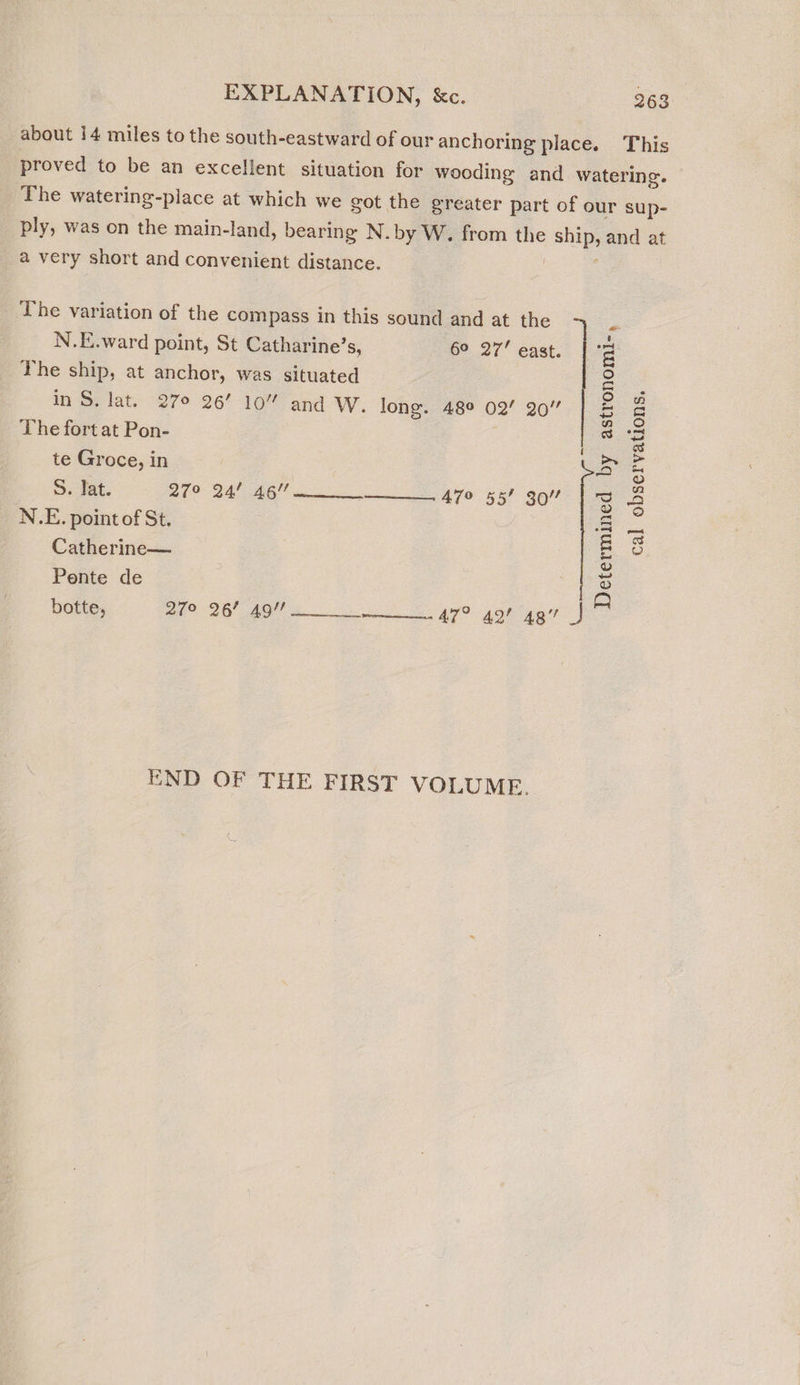 EXPLANATION, &c. 263
about 14 miles to the south-eastward of our anchoring place. This
proved to be an excellent situation for wooding and watering.
The watering-place at which we got the greater part of our sup-
ply, was on the main-land, bearing N. by W. from the ship, and at
a very short and convenient distance.
The variation of the compass in this sound and at the
N.E.ward point, St Catharine's, 6° 27′ east.
The ship, at anchor, was situated
in S. lat. 27° 26′ 10″ and W. long. 48° 02′ 20″
The fort at Pon-
te Groce, in
S. lat. 27° 24′ 46″ ———— 47° 55′ 30″
N.E. point of St.
Catherine—
Pente de
botte, 27° 26′ 49″ ———— 47° 42′ 48″
Determined by astronomi-
cal observations.
END OF THE FIRST VOLUME.